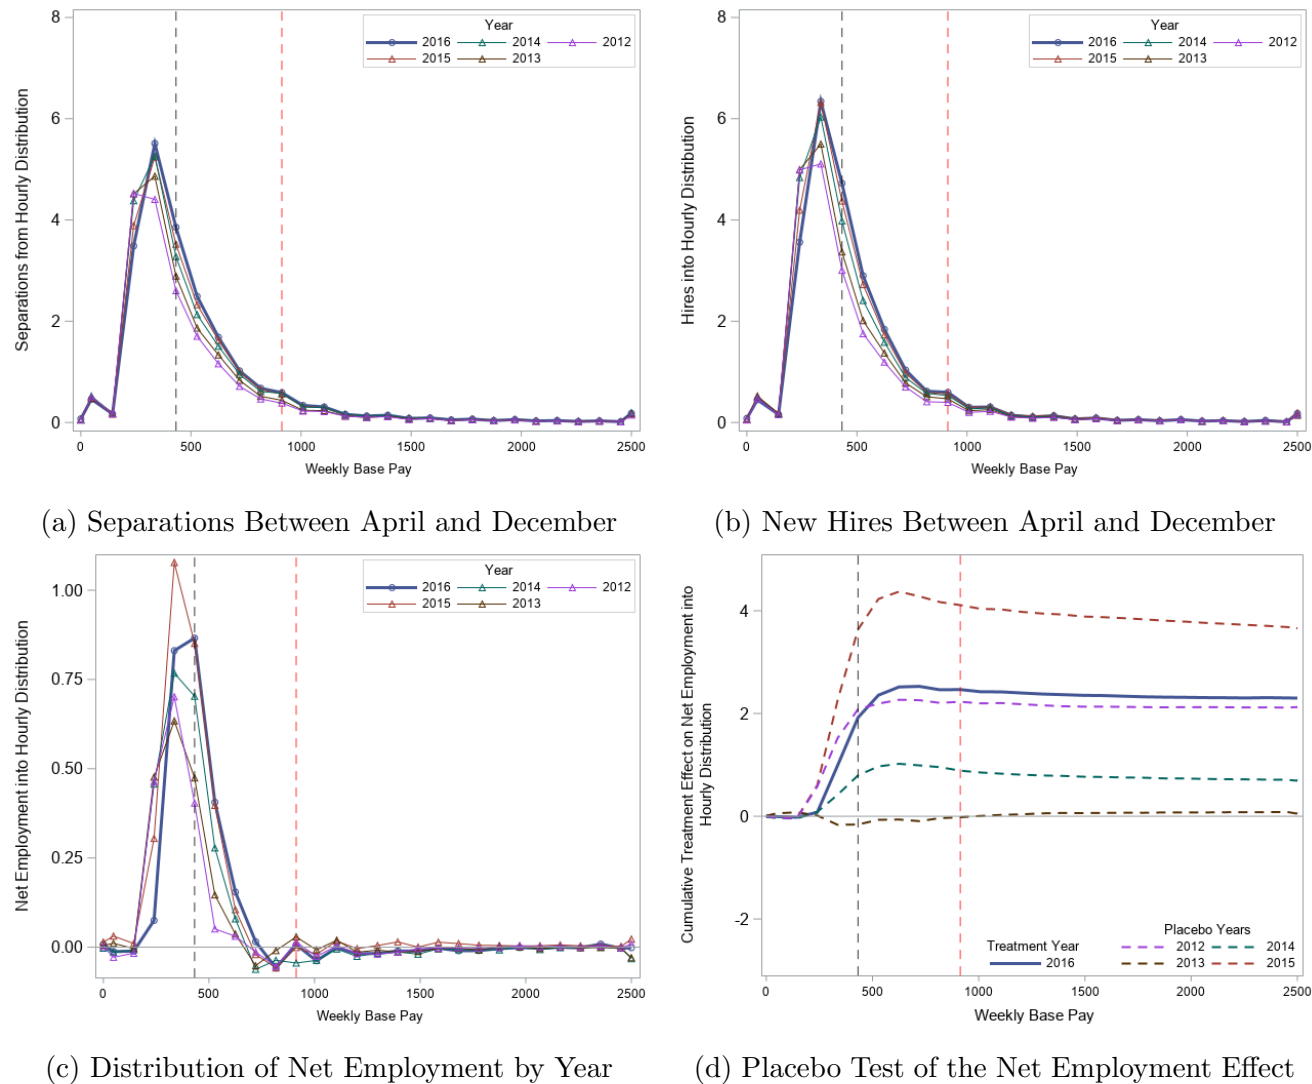 8
6
4
2
0
Separations from Hourly Distribution
Year
2016 2014 2012
2015 2013
0 500 1000 1500 2000 2500
Weekly Base Pay
(a) Separations Between April and December
8
6
4
2
0
Hires into Hourly Distribution
Year
2016 2014 2012
2015 2013
0 500 1000 1500 2000 2500
Weekly Base Pay
(b) New Hires Between April and December
1.00
0.75
0.50
0.25
0.00
Net Employment into Hourly Distribution
Year
2016 2014 2012
2015 2013
0 500 1000 1500 2000 2500
Weekly Base Pay
(c) Distribution of Net Employment by Year
4
2
0
-2
Cumulative Treatment Effect on Net Employment into
Hourly Distribution
Treatment Year
2016
Placebo Years
2012 2014
2013 2015
0 500 1000 1500 2000 2500
Weekly Base Pay
(d) Placebo Test of the Net Employment Effect